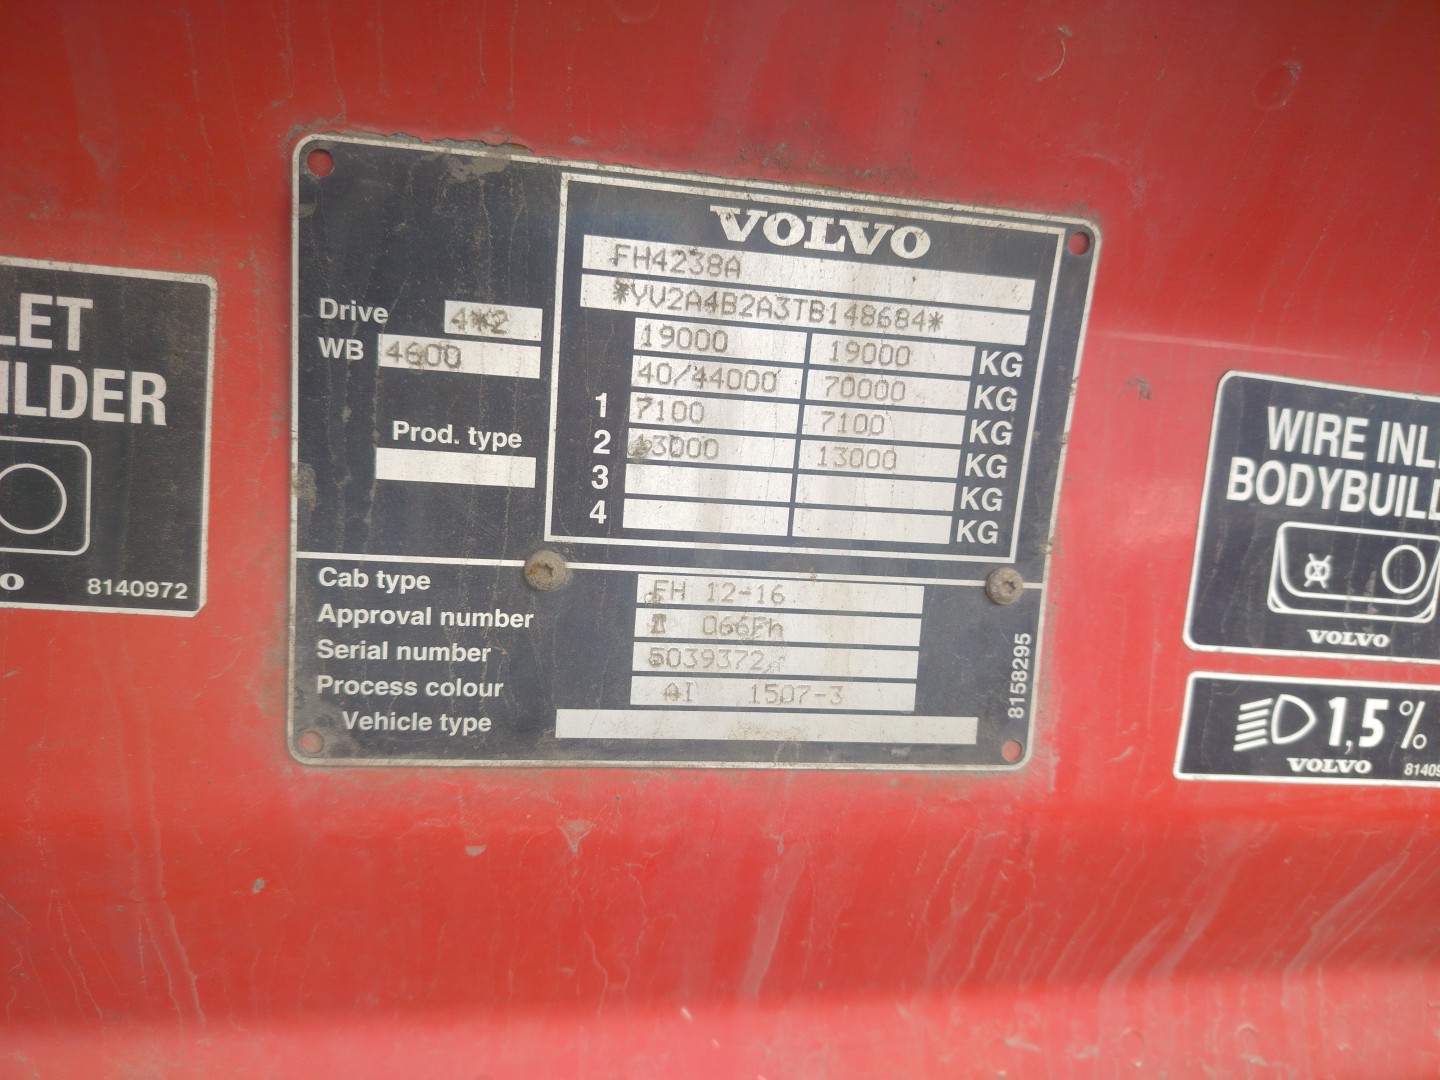 LET
ILDER
VO
8140972
VOLVO
FH4238A
*YV2A4B2A3TB148684*
Drive 4*2
WB 4600
19000 19000 KG
40/44000 70000 KG
1 7100 7100 KG
Prod. type
2 13000 13000 KG
3 KG
4 KG
Cab type FH 12-16
Approval number 066Fh
Serial number 5039372
Process colour AI 1507-3
Vehicle type
8158295
WIRE INL
BODYBUILD
VOLVO
1,5%
VOLVO 81409